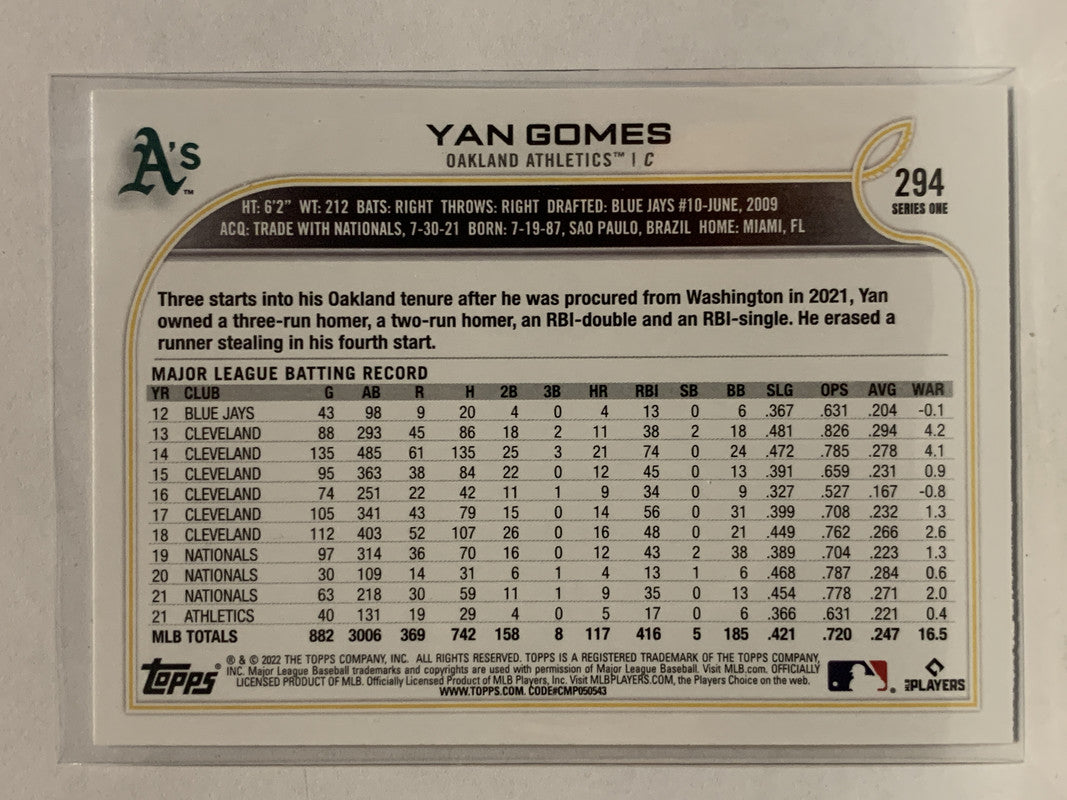 A's™
YAN GOMES
OAKLAND ATHLETICS™ | C
294
SERIES ONE
HT: 6'2" WT: 212 BATS: RIGHT THROWS: RIGHT DRAFTED: BLUE JAYS #10-JUNE, 2009
ACQ: TRADE WITH NATIONALS, 7-30-21 BORN: 7-19-87, SAO PAULO, BRAZIL HOME: MIAMI, FL
Three starts into his Oakland tenure after he was procured from Washington in 2021, Yan
owned a three-run homer, a two-run homer, an RBI-double and an RBI-single. He erased a
runner stealing in his fourth start.
MAJOR LEAGUE BATTING RECORD
YR CLUB G AB R H 2B 3B HR RBI SB BB SLG OPS AVG WAR
12 BLUE JAYS 43 98 9 20 4 0 4 13 0 6 .367 .631 .204 -0.1
13 CLEVELAND 88 293 45 86 18 2 11 38 2 18 .481 .826 .294 4.2
14 CLEVELAND 135 485 61 135 25 3 21 74 0 24 .472 .785 .278 4.1
15 CLEVELAND 95 363 38 84 22 0 12 45 0 13 .391 .659 .231 0.9
16 CLEVELAND 74 251 22 42 11 1 9 34 0 9 .327 .527 .167 -0.8
17 CLEVELAND 105 341 43 79 15 0 14 56 0 31 .399 .708 .232 1.3
18 CLEVELAND 112 403 52 107 26 0 16 48 0 21 .449 .762 .266 2.6
19 NATIONALS 97 314 36 70 16 0 12 43 2 38 .389 .704 .223 1.3
20 NATIONALS 30 109 14 31 6 1 4 13 1 6 .468 .787 .284 0.6
21 NATIONALS 63 218 30 59 11 1 9 35 0 13 .454 .778 .271 2.0
21 ATHLETICS 40 131 19 29 4 0 5 17 0 6 .366 .631 .221 0.4
MLB TOTALS 882 3006 369 742 158 8 117 416 5 185 .421 .720 .247 16.5
Topps®
® & © 2022 THE TOPPS COMPANY, INC. ALL RIGHTS RESERVED. TOPPS IS A REGISTERED TRADEMARK OF THE TOPPS COMPANY,
INC. Major League Baseball trademarks and copyrights are used with permission of Major League Baseball. Visit MLB.com. OFFICIALLY
LICENSED PRODUCT OF MLB. Officially Licensed Product of MLB Players, Inc. Visit MLBPLAYERS.COM, the Players Choice on the web.
WWW.TOPPS.COM. CODE#CMP050543
MLB PLAYERS